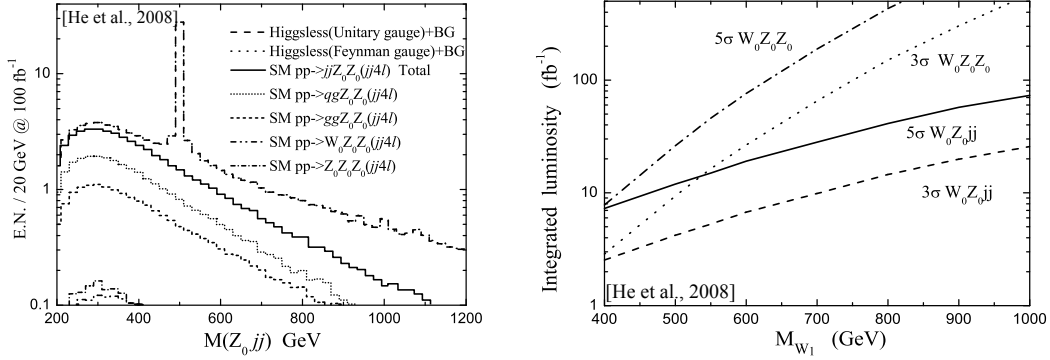 [He et al., 2008]
Higgsless(Unitary gauge)+BG
Higgsless(Feynman gauge)+BG
SM pp->jjZ₀Z₀(jj4l) Total
SM pp->qgZ₀Z₀(jj4l)
SM pp->ggZ₀Z₀(jj4l)
SM pp->W₀Z₀Z₀(jj4l)
SM pp->Z₀Z₀Z₀(jj4l)
E.N. / 20 GeV @ 100 fb⁻¹
10
1
0.1
200 400 600 800 1000 1200
M(Z₀jj) GeV
5σ W₀Z₀Z₀
3σ W₀Z₀Z₀
5σ W₀Z₀jj
3σ W₀Z₀jj
[He et al., 2008]
Integrated luminosity (fb⁻¹)
100
10
1
400 500 600 700 800 900 1000
M_W₁ (GeV)